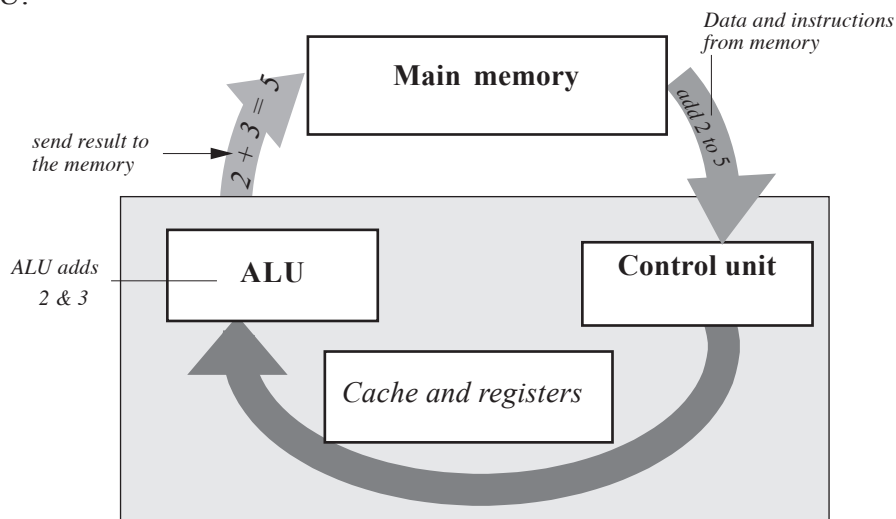 Data and instructions
from memory
Main memory
add 2 to 5
2 + 3 = 5
send result to
the memory
ALU adds
2 & 3
ALU
Control unit
Cache and registers